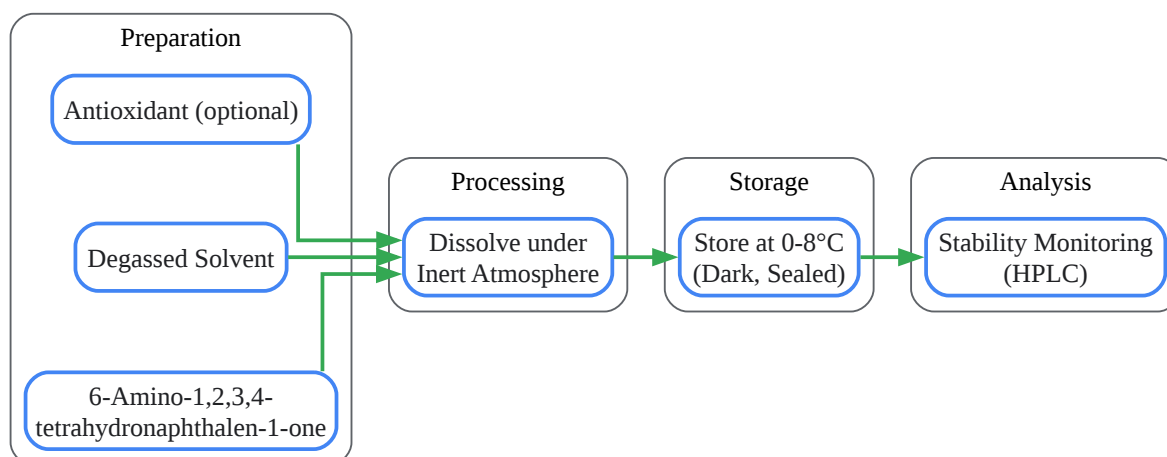 Preparation
Antioxidant (optional)
Degassed Solvent
6-Amino-1,2,3,4-
tetrahydronaphthalen-1-one
Processing
Dissolve under
Inert Atmosphere
Storage
Store at 0-8°C
(Dark, Sealed)
Analysis
Stability Monitoring
(HPLC)